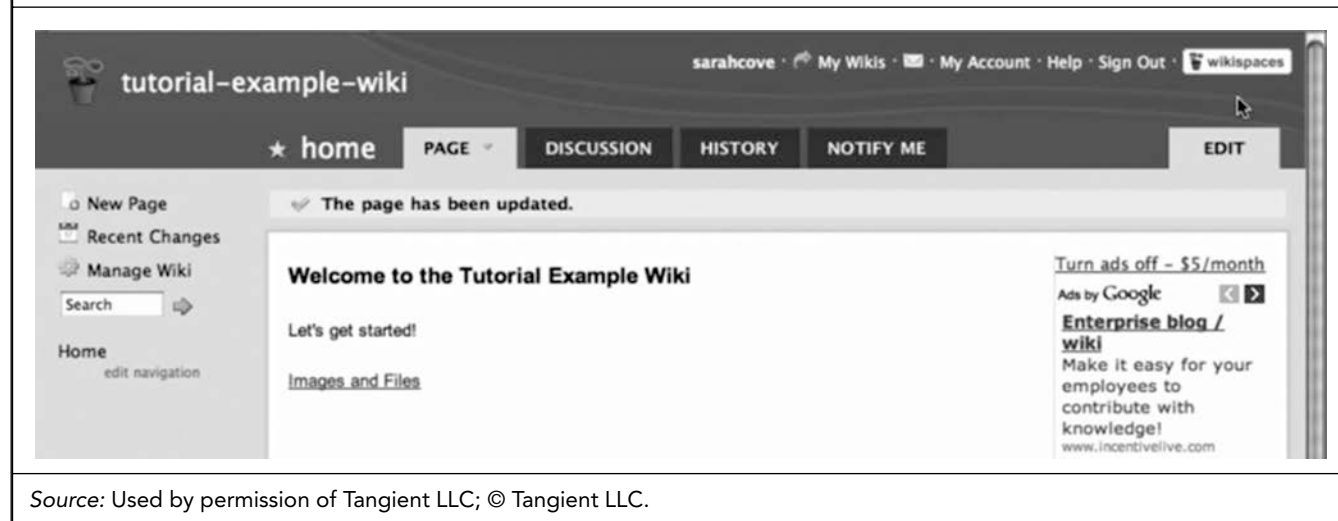 tutorial-example-wiki
sarahcove · My Wikis · · My Account · Help · Sign Out · wikispaces
home PAGE DISCUSSION HISTORY NOTIFY ME EDIT
New Page
Recent Changes
Manage Wiki
Search
Home
edit navigation
The page has been updated.
Welcome to the Tutorial Example Wiki
Let's get started!
Images and Files
Turn ads off – $5/month
Ads by Google
Enterprise blog /
wiki
Make it easy for your
employees to
contribute with
knowledge!
www.incentivelive.com
Source: Used by permission of Tangient LLC; © Tangient LLC.